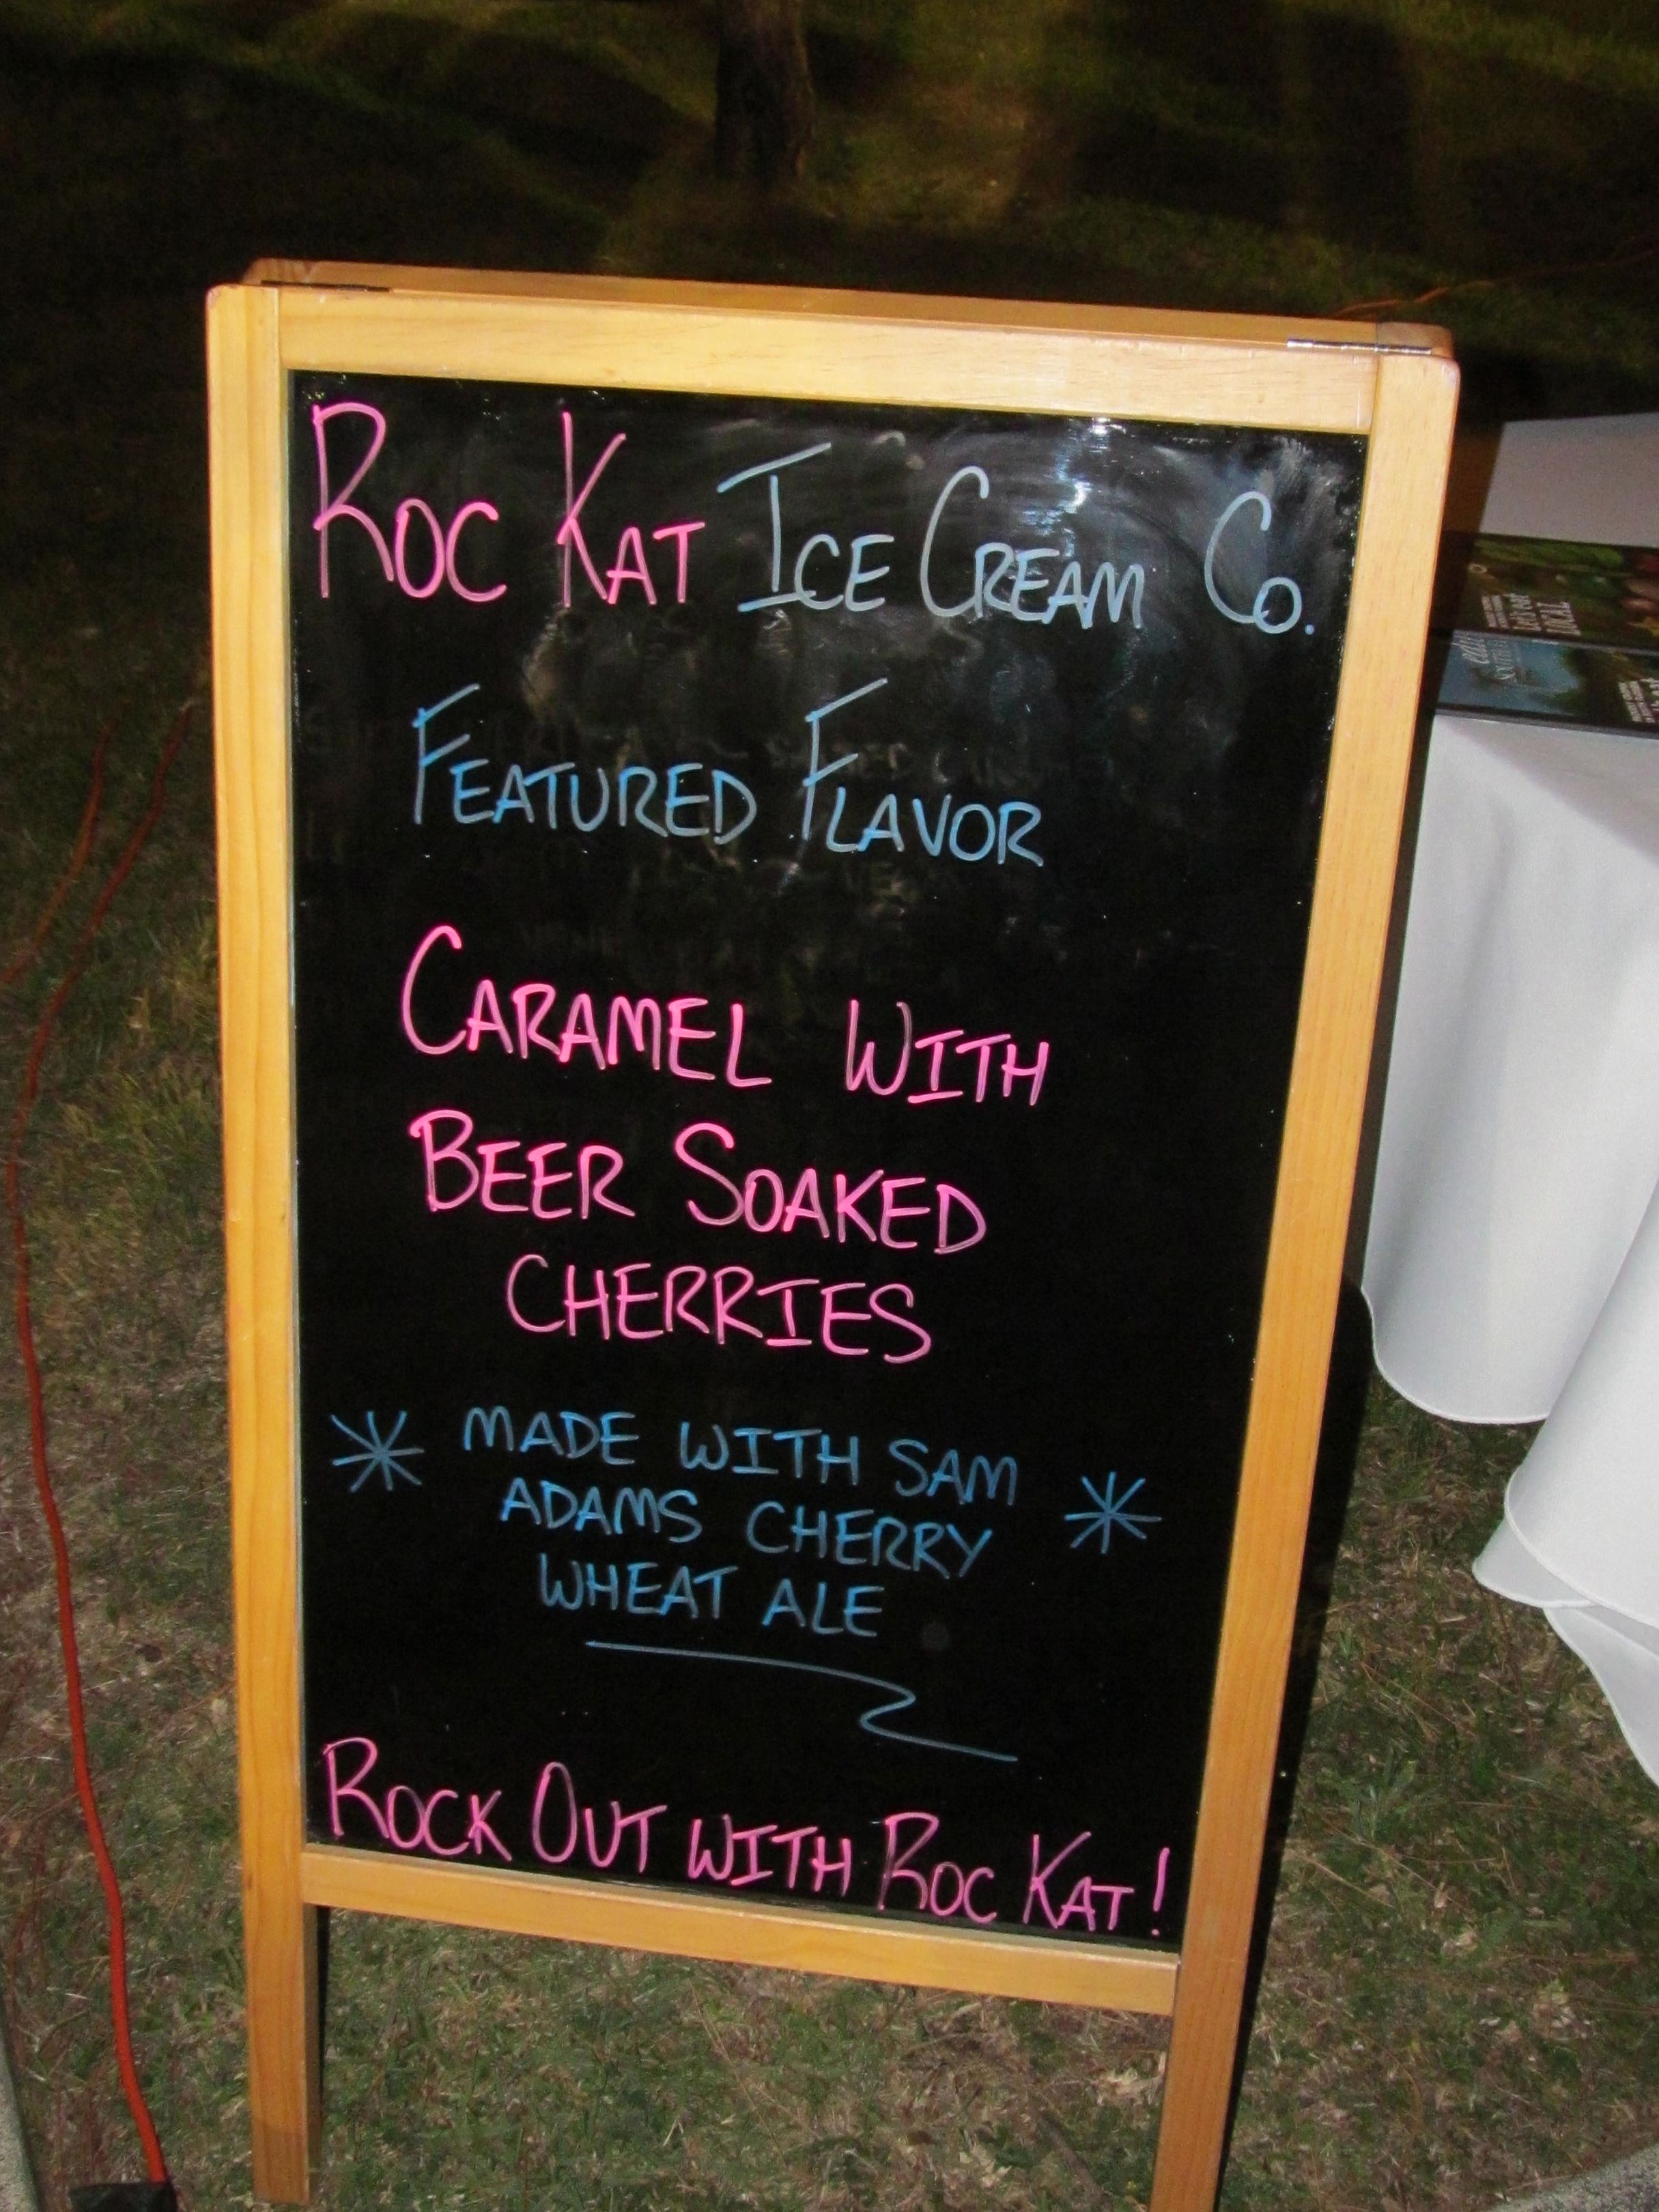 ROC KAT ICE CREAM CO.
FEATURED FLAVOR
CARAMEL WITH
BEER SOAKED
CHERRIES
* MADE WITH SAM *
ADAMS CHERRY
WHEAT ALE
ROCK OUT WITH ROC KAT!